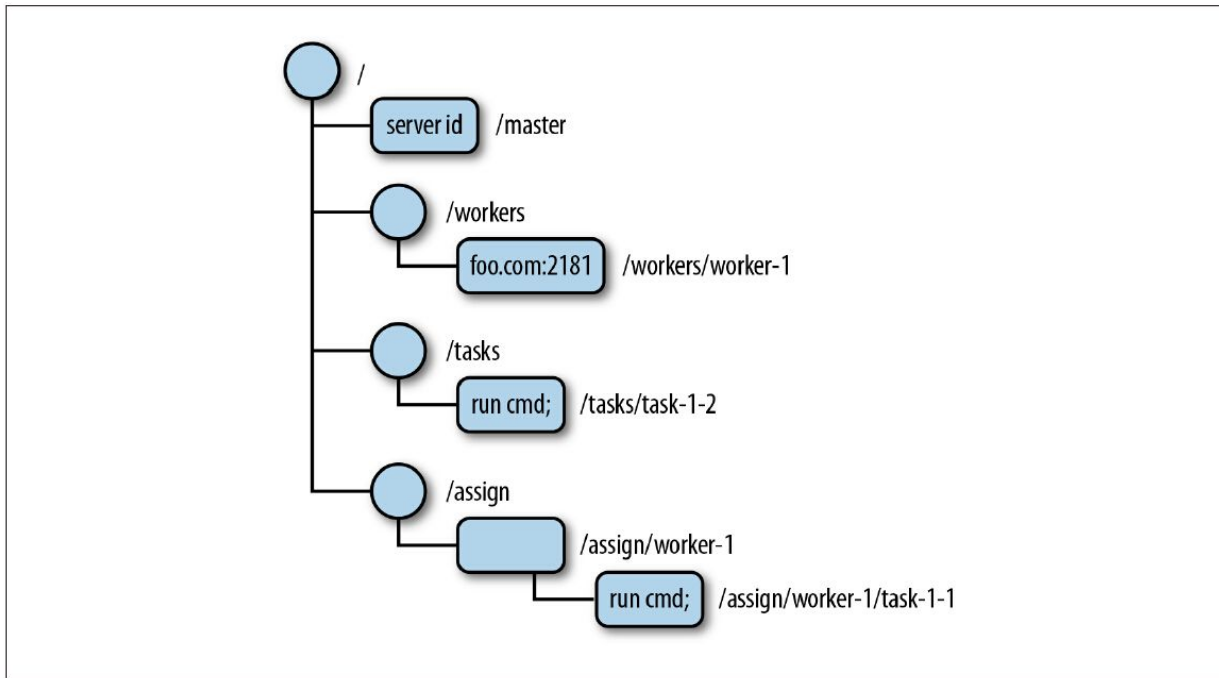 /
server id /master
/workers
foo.com:2181 /workers/worker-1
/tasks
run cmd; /tasks/task-1-2
/assign
/assign/worker-1
run cmd; /assign/worker-1/task-1-1